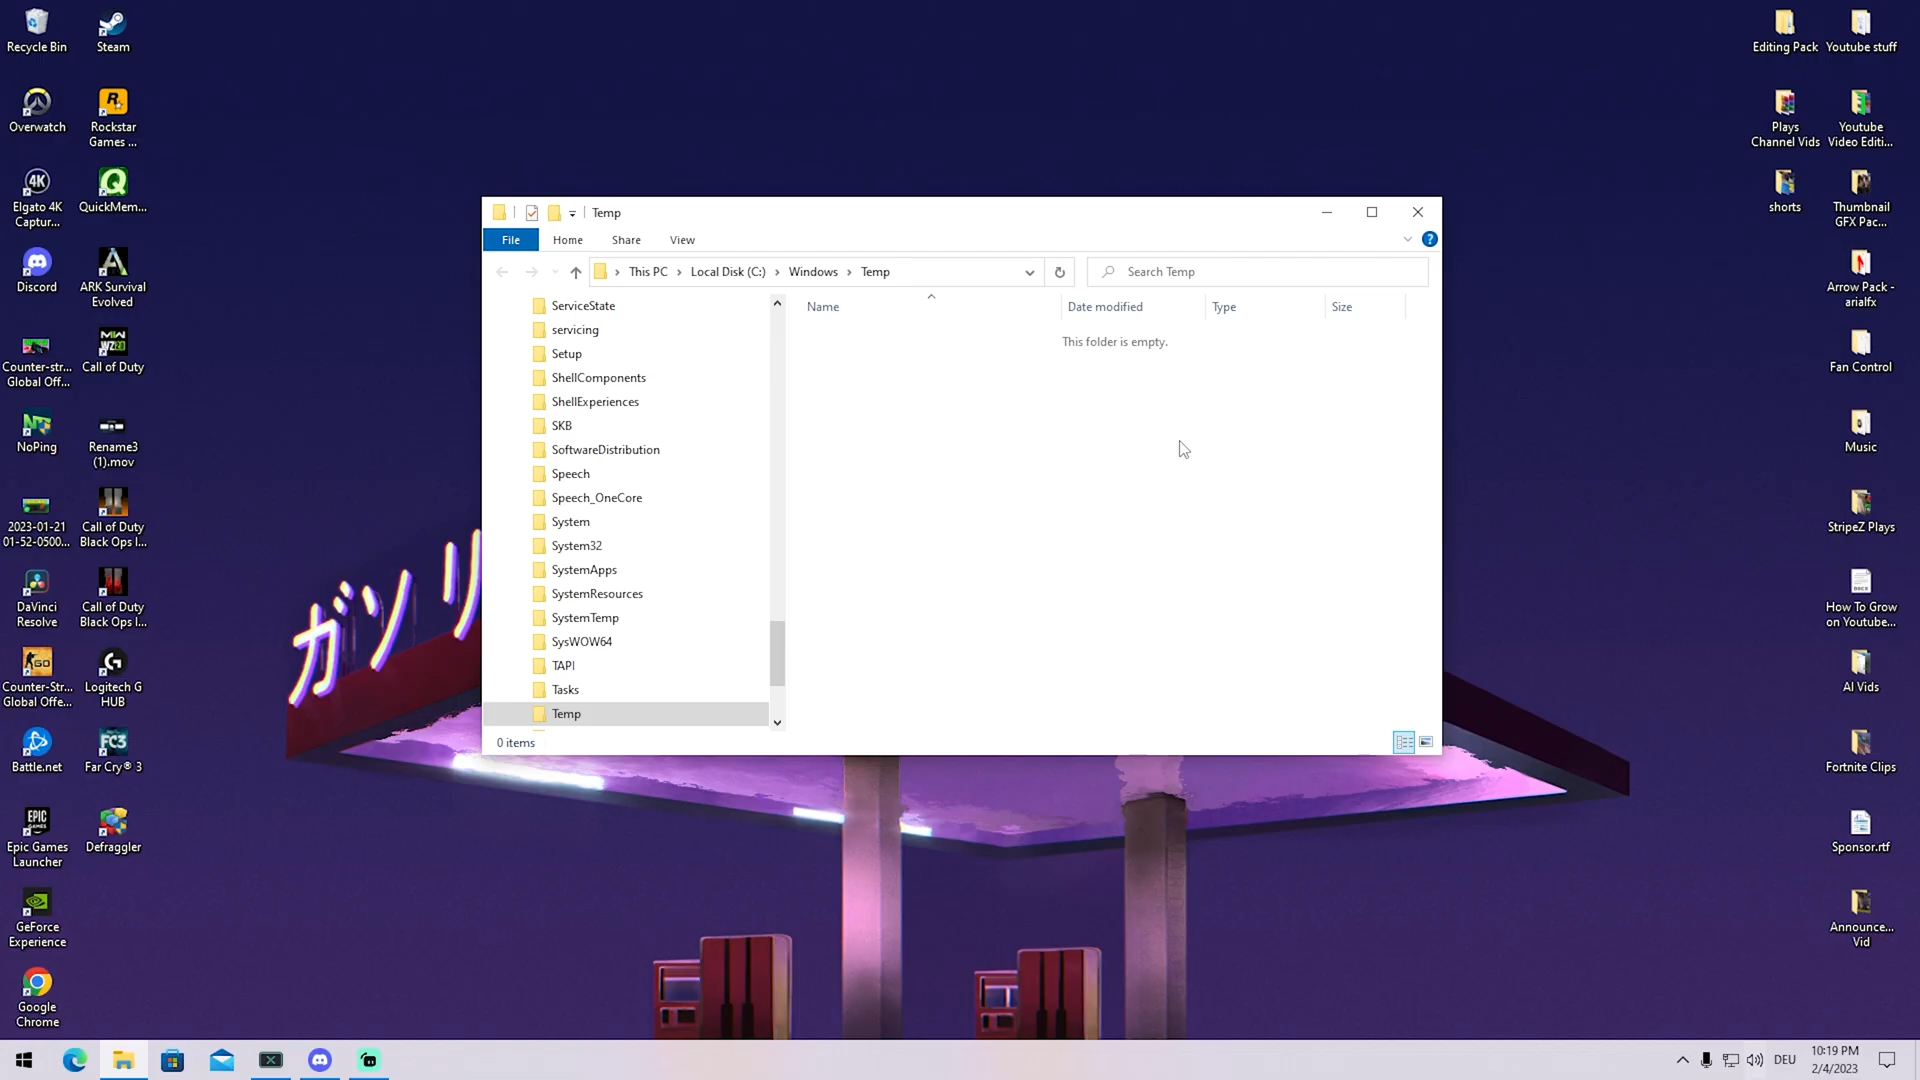 Recycle Bin
Steam
Overwatch
Rockstar
Games ...
Elgato 4K
Captur...
QuickMem...
Discord
ARK Survival
Evolved
Counter-str...
Global Off...
Call of Duty
NoPing
Rename3
(1).mov
2023-01-21
01-52-0500...
Call of Duty
Black Ops I...
DaVinci
Resolve
Call of Duty
Black Ops I...
Counter-Str...
Global Offe...
Logitech G
HUB
Battle.net
Far Cry® 3
Epic Games
Launcher
Defraggler
GeForce
Experience
Google
Chrome
Temp
File Home Share View
This PC Local Disk (C:) Windows Temp
Search Temp
ServiceState
servicing
Setup
ShellComponents
ShellExperiences
SKB
SoftwareDistribution
Speech
Speech_OneCore
System
System32
SystemApps
SystemResources
SystemTemp
SysWOW64
TAPI
Tasks
Temp
Name Date modified Type Size
This folder is empty.
0 items
ガソリ
Editing Pack
Youtube stuff
Plays
Channel Vids
Youtube
Video Editi...
shorts
Thumbnail
GFX Pac...
Arrow Pack -
arialfx
Fan Control
Music
StripeZ Plays
How To Grow
on Youtube...
AI Vids
Fortnite Clips
Sponsor.rtf
Announce...
Vid
DEU
10:19 PM
2/4/2023